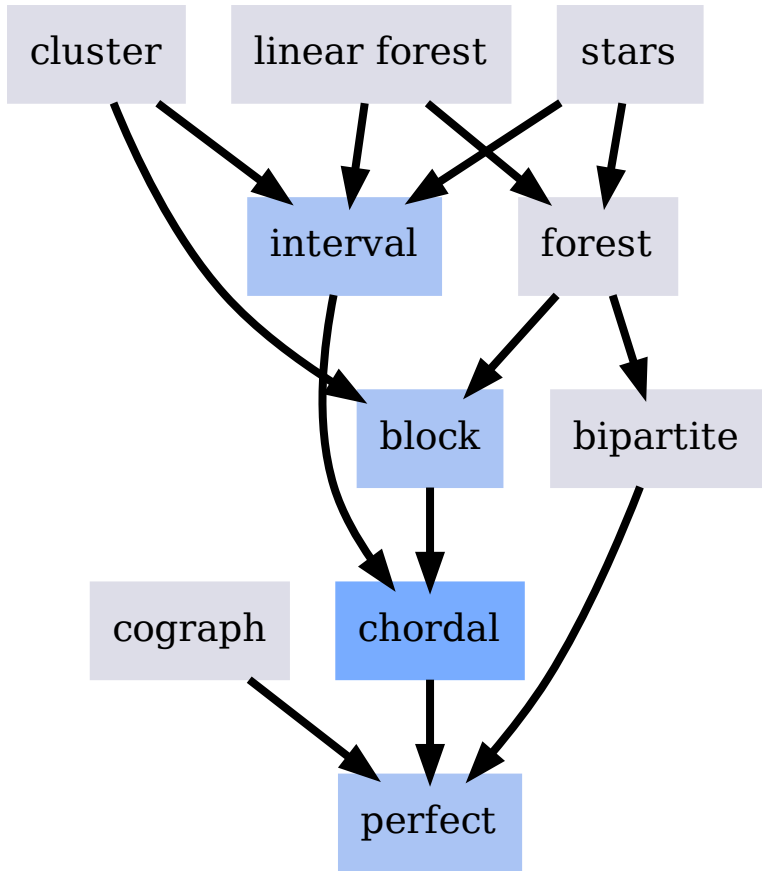 cluster
linear forest
stars
interval
forest
block
bipartite
cograph
chordal
perfect